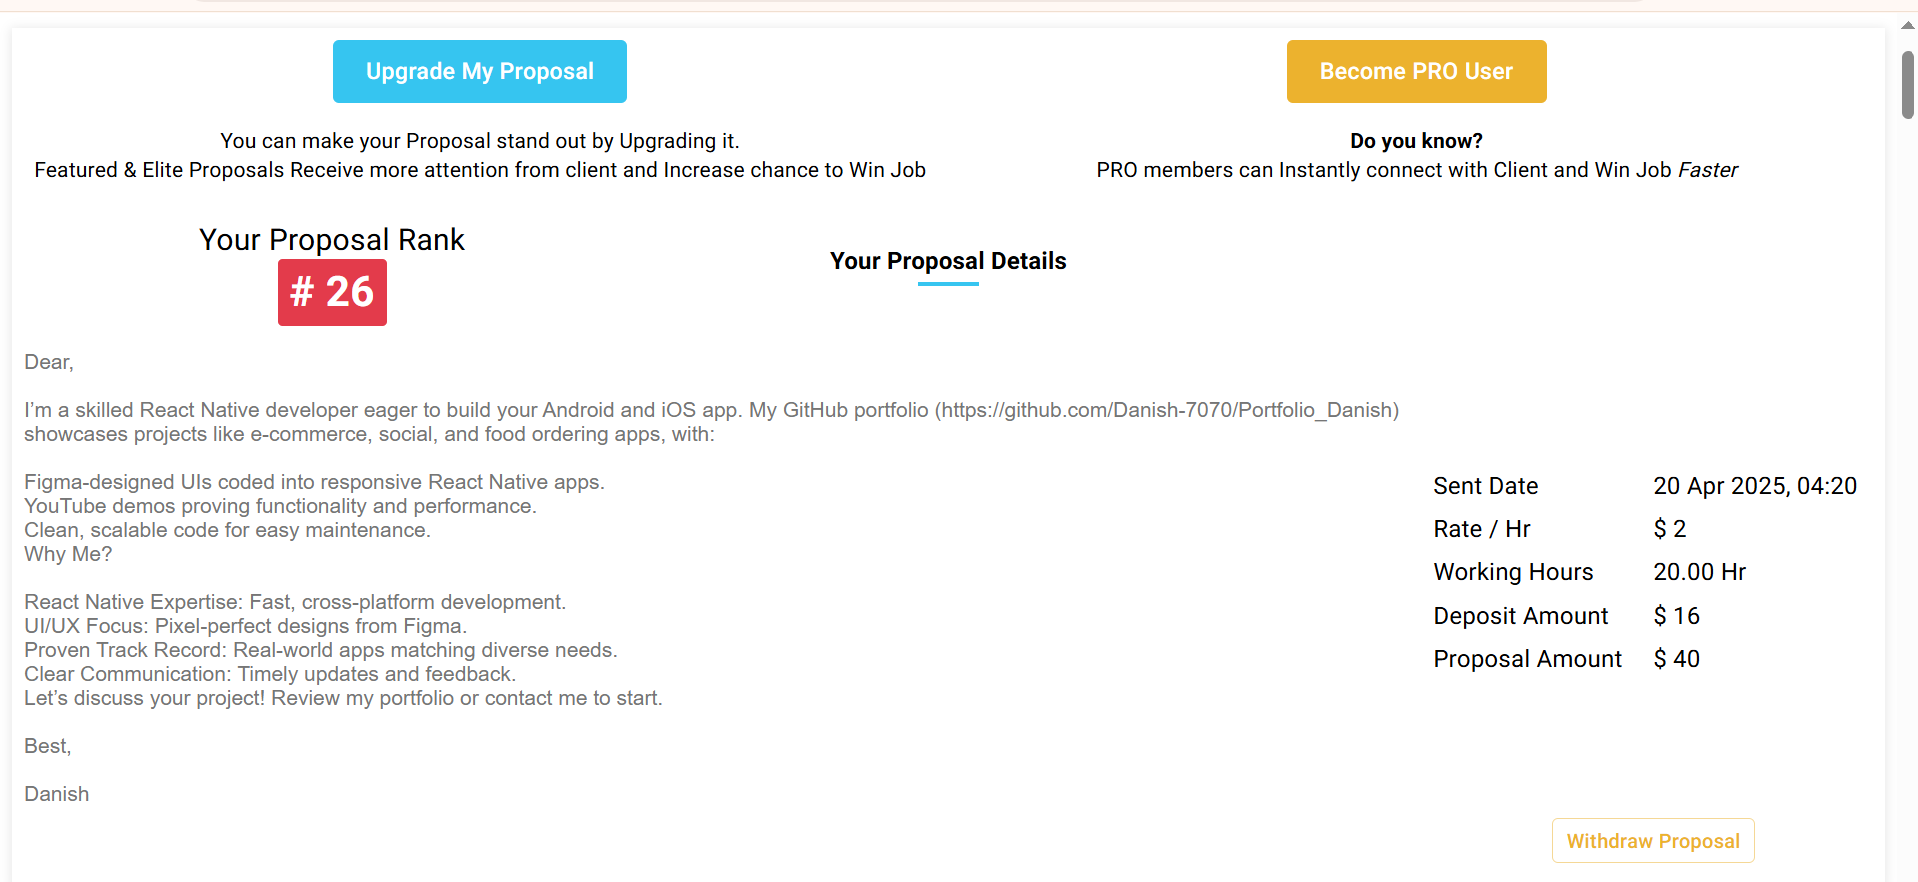 Upgrade My Proposal
Become PRO User
You can make your Proposal stand out by Upgrading it.
Featured & Elite Proposals Receive more attention from client and Increase chance to Win Job
Do you know?
PRO members can Instantly connect with Client and Win Job Faster
Your Proposal Rank
# 26
Your Proposal Details
Dear,
I’m a skilled React Native developer eager to build your Android and iOS app. My GitHub portfolio (https://github.com/Danish-7070/Portfolio_Danish)
showcases projects like e-commerce, social, and food ordering apps, with:
Figma-designed UIs coded into responsive React Native apps.
YouTube demos proving functionality and performance.
Clean, scalable code for easy maintenance.
Why Me?
React Native Expertise: Fast, cross-platform development.
UI/UX Focus: Pixel-perfect designs from Figma.
Proven Track Record: Real-world apps matching diverse needs.
Clear Communication: Timely updates and feedback.
Let’s discuss your project! Review my portfolio or contact me to start.
Best,
Danish
Sent Date 20 Apr 2025, 04:20
Rate / Hr $ 2
Working Hours 20.00 Hr
Deposit Amount $ 16
Proposal Amount $ 40
Withdraw Proposal